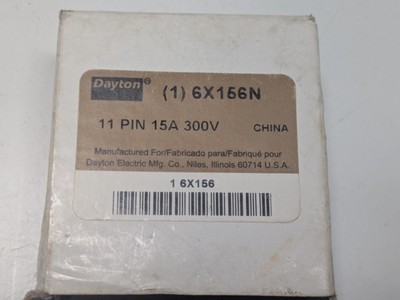 Dayton® (1) 6X156N
11 PIN 15A 300V CHINA
Manufactured For/Fabricado para/Fabriqué pour
Dayton Electric Mfg. Co., Niles, Illinois 60714 U.S.A.
1 6X156